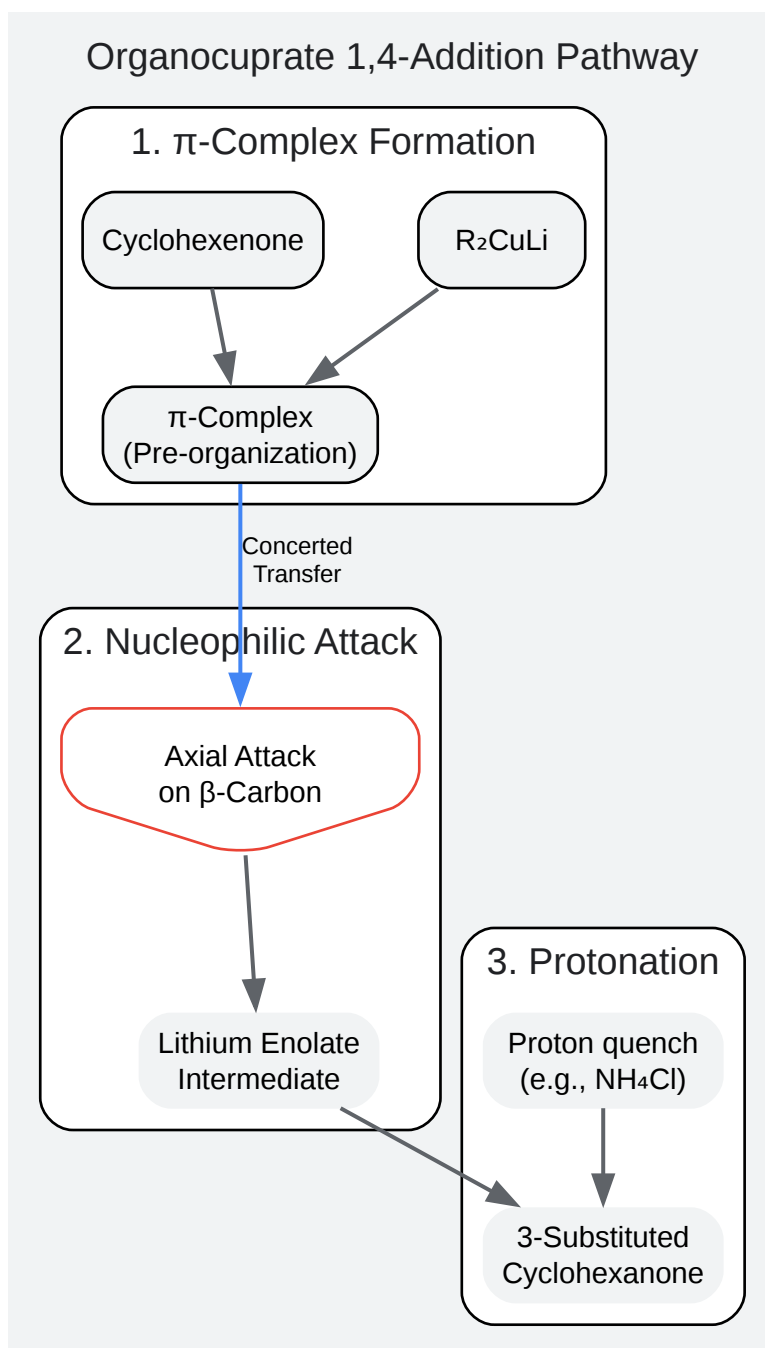 Organocuprate 1,4-Addition Pathway
1. π-Complex Formation
Cyclohexenone
R₂CuLi
π-Complex
(Pre-organization)
Concerted
Transfer
2. Nucleophilic Attack
Axial Attack
on β-Carbon
Lithium Enolate
Intermediate
3. Protonation
Proton quench
(e.g., NH₄Cl)
3-Substituted
Cyclohexanone